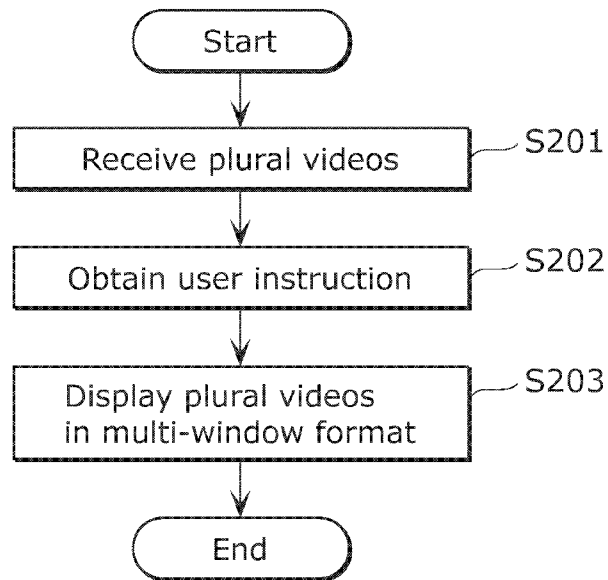 Start
Receive plural videos
S201
Obtain user instruction
S202
Display plural videos
in multi-window format
S203
End